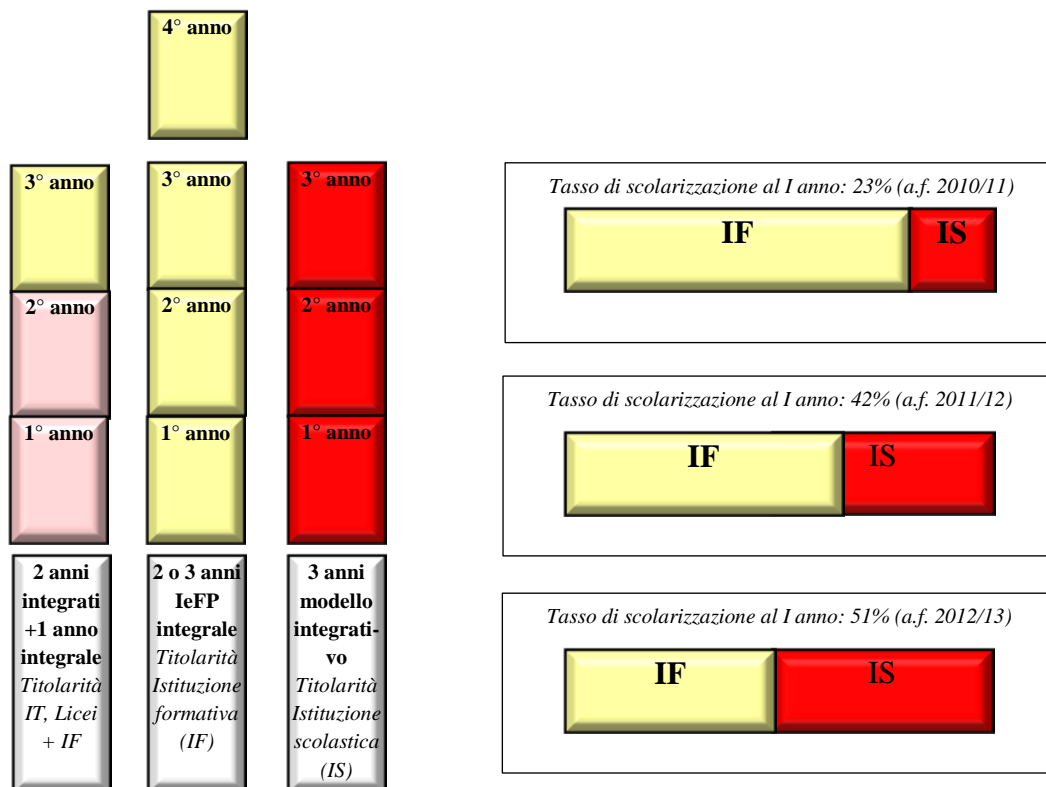 4° anno
3° anno
3° anno
3° anno
2° anno
2° anno
2° anno
1° anno
1° anno
1° anno
2 anni
integrati
+1 anno
integrale
Titolarità
IT, Licei
+ IF
2 o 3 anni
IeFP
integrale
Titolarità
Istituzione
formativa
(IF)
3 anni
modello
integrati-
vo
Titolarità
Istituzione
scolastica
(IS)
Tasso di scolarizzazione al I anno: 23% (a.f. 2010/11)
IF IS
Tasso di scolarizzazione al I anno: 42% (a.f. 2011/12)
IF IS
Tasso di scolarizzazione al I anno: 51% (a.f. 2012/13)
IF IS